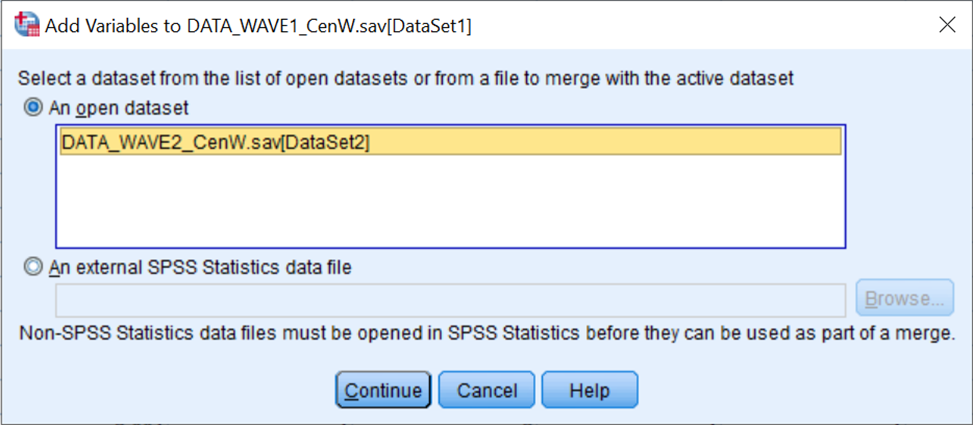 Add Variables to DATA_WAVE1_CenW.sav[DataSet1]
Select a dataset from the list of open datasets or from a file to merge with the active dataset
An open dataset
DATA_WAVE2_CenW.sav[DataSet2]
An external SPSS Statistics data file
Browse...
Non-SPSS Statistics data files must be opened in SPSS Statistics before they can be used as part of a merge.
Continue Cancel Help